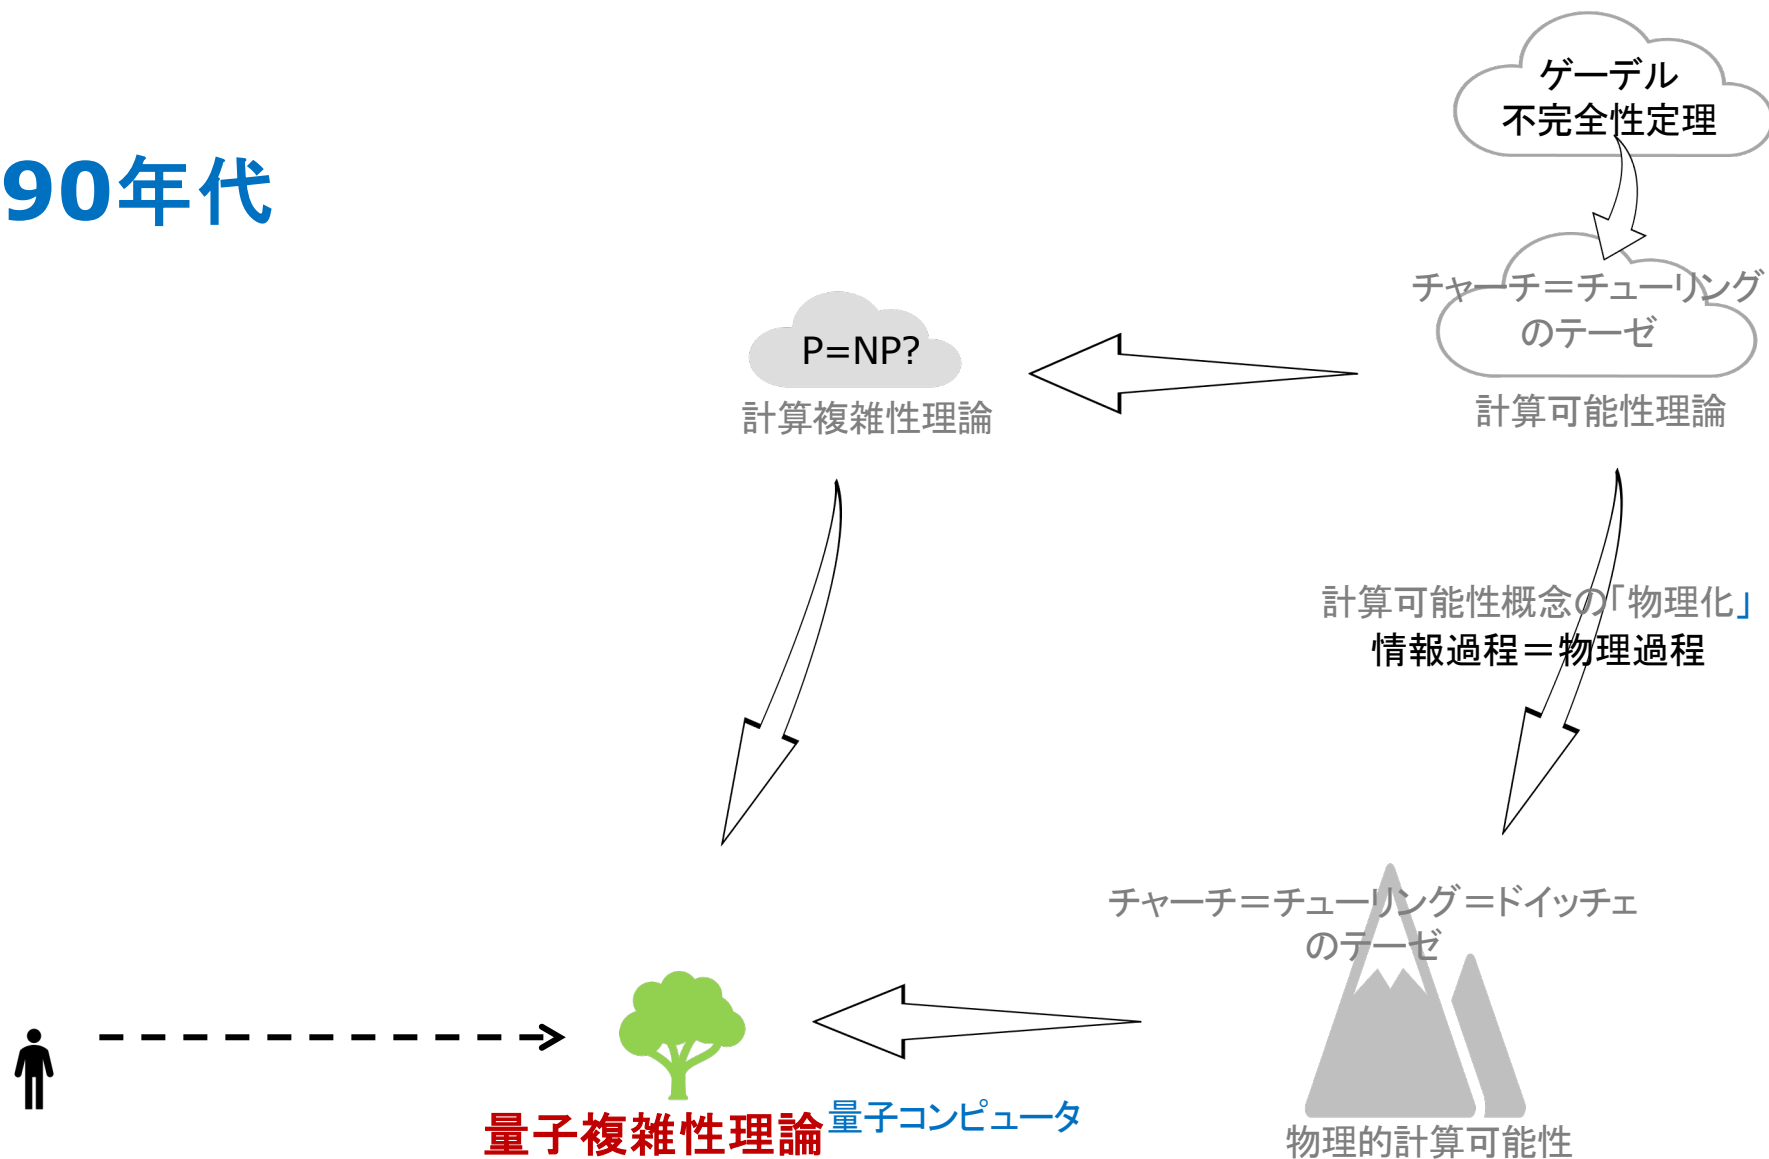 ゲーデル
不完全性定理
90年代
チャーチ=チューリング
のテーゼ
P=NP?
計算複雑性理論
計算可能性理論
計算可能性概念の「物理化」
情報過程=物理過程
チャーチ=チューリング=ドイッチェ
のテーゼ
量子複雑性理論
量子コンピュータ
物理的計算可能性